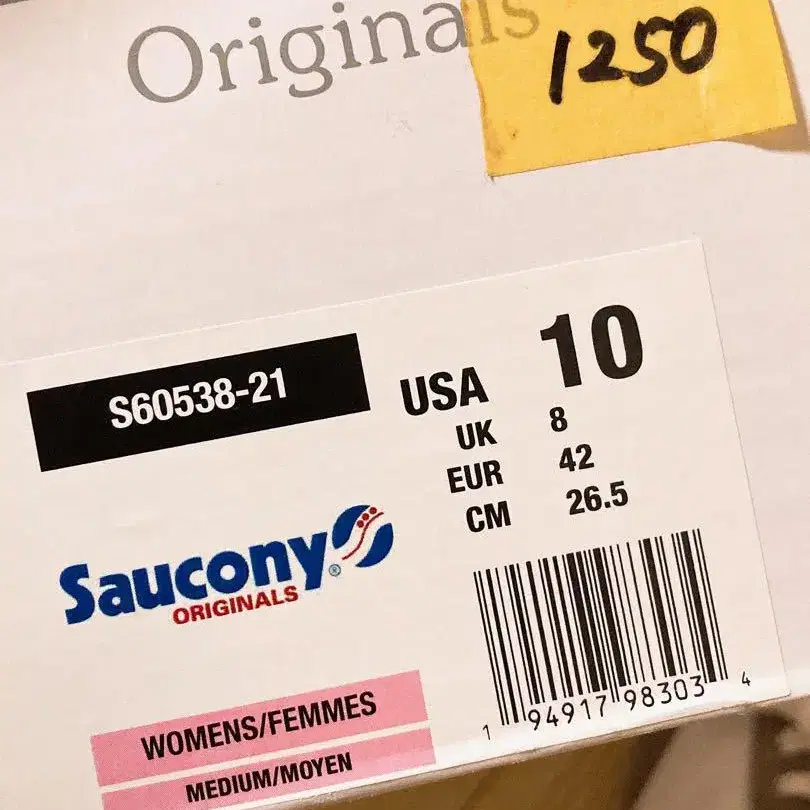 Originals
1250
S60538-21
USA 10
UK 8
EUR 42
CM 26.5
Saucony®
ORIGINALS
1 94917 98303 4
WOMENS/FEMMES
MEDIUM/MOYEN